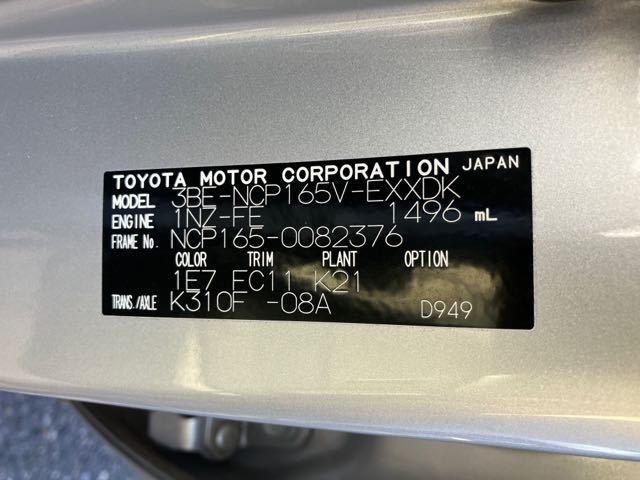 TOYOTA MOTOR CORPORATION JAPAN
MODEL 3BE-NCP165V-EXXDK
ENGINE 1NZ-FE 1496 mL
FRAME No. NCP165-0082376
COLOR TRIM PLANT OPTION
1E7 EC11 K21
TRANS./AXLE K310F -08A D949